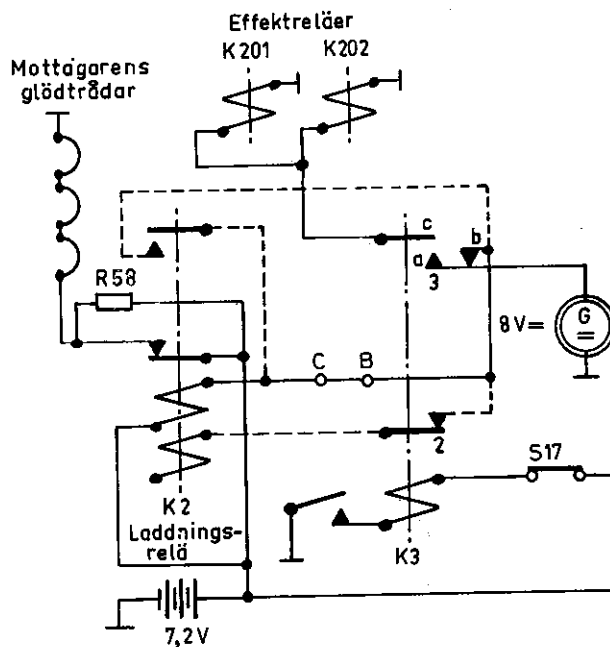 Effektreläer
K201
K202
Mottagarens
glödtrådar
c
b
a
3
R58
8V=
G
C
B
2
S17
K2
Laddnings-
relä
K3
7,2V